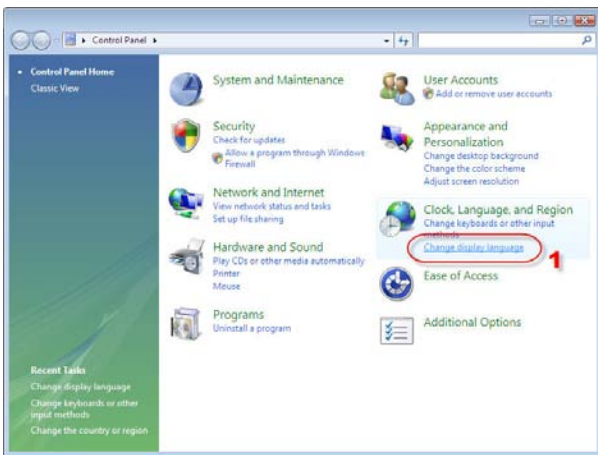 Control Panel
Control Panel Home
Classic View
System and Maintenance
Security
Check for updates
Allow a program through Windows
Firewall
Network and Internet
View network status and tasks
Set up file sharing
Hardware and Sound
Play CDs or other media automatically
Printer
Mouse
Programs
Uninstall a program
User Accounts
Add or remove user accounts
Appearance and
Personalization
Change desktop background
Change the color scheme
Adjust screen resolution
Clock, Language, and Region
Change keyboards or other input
methods
Change display language
1
Ease of Access
Additional Options
Recent Tasks
Change display language
Change keyboards or other
input methods
Change the country or region